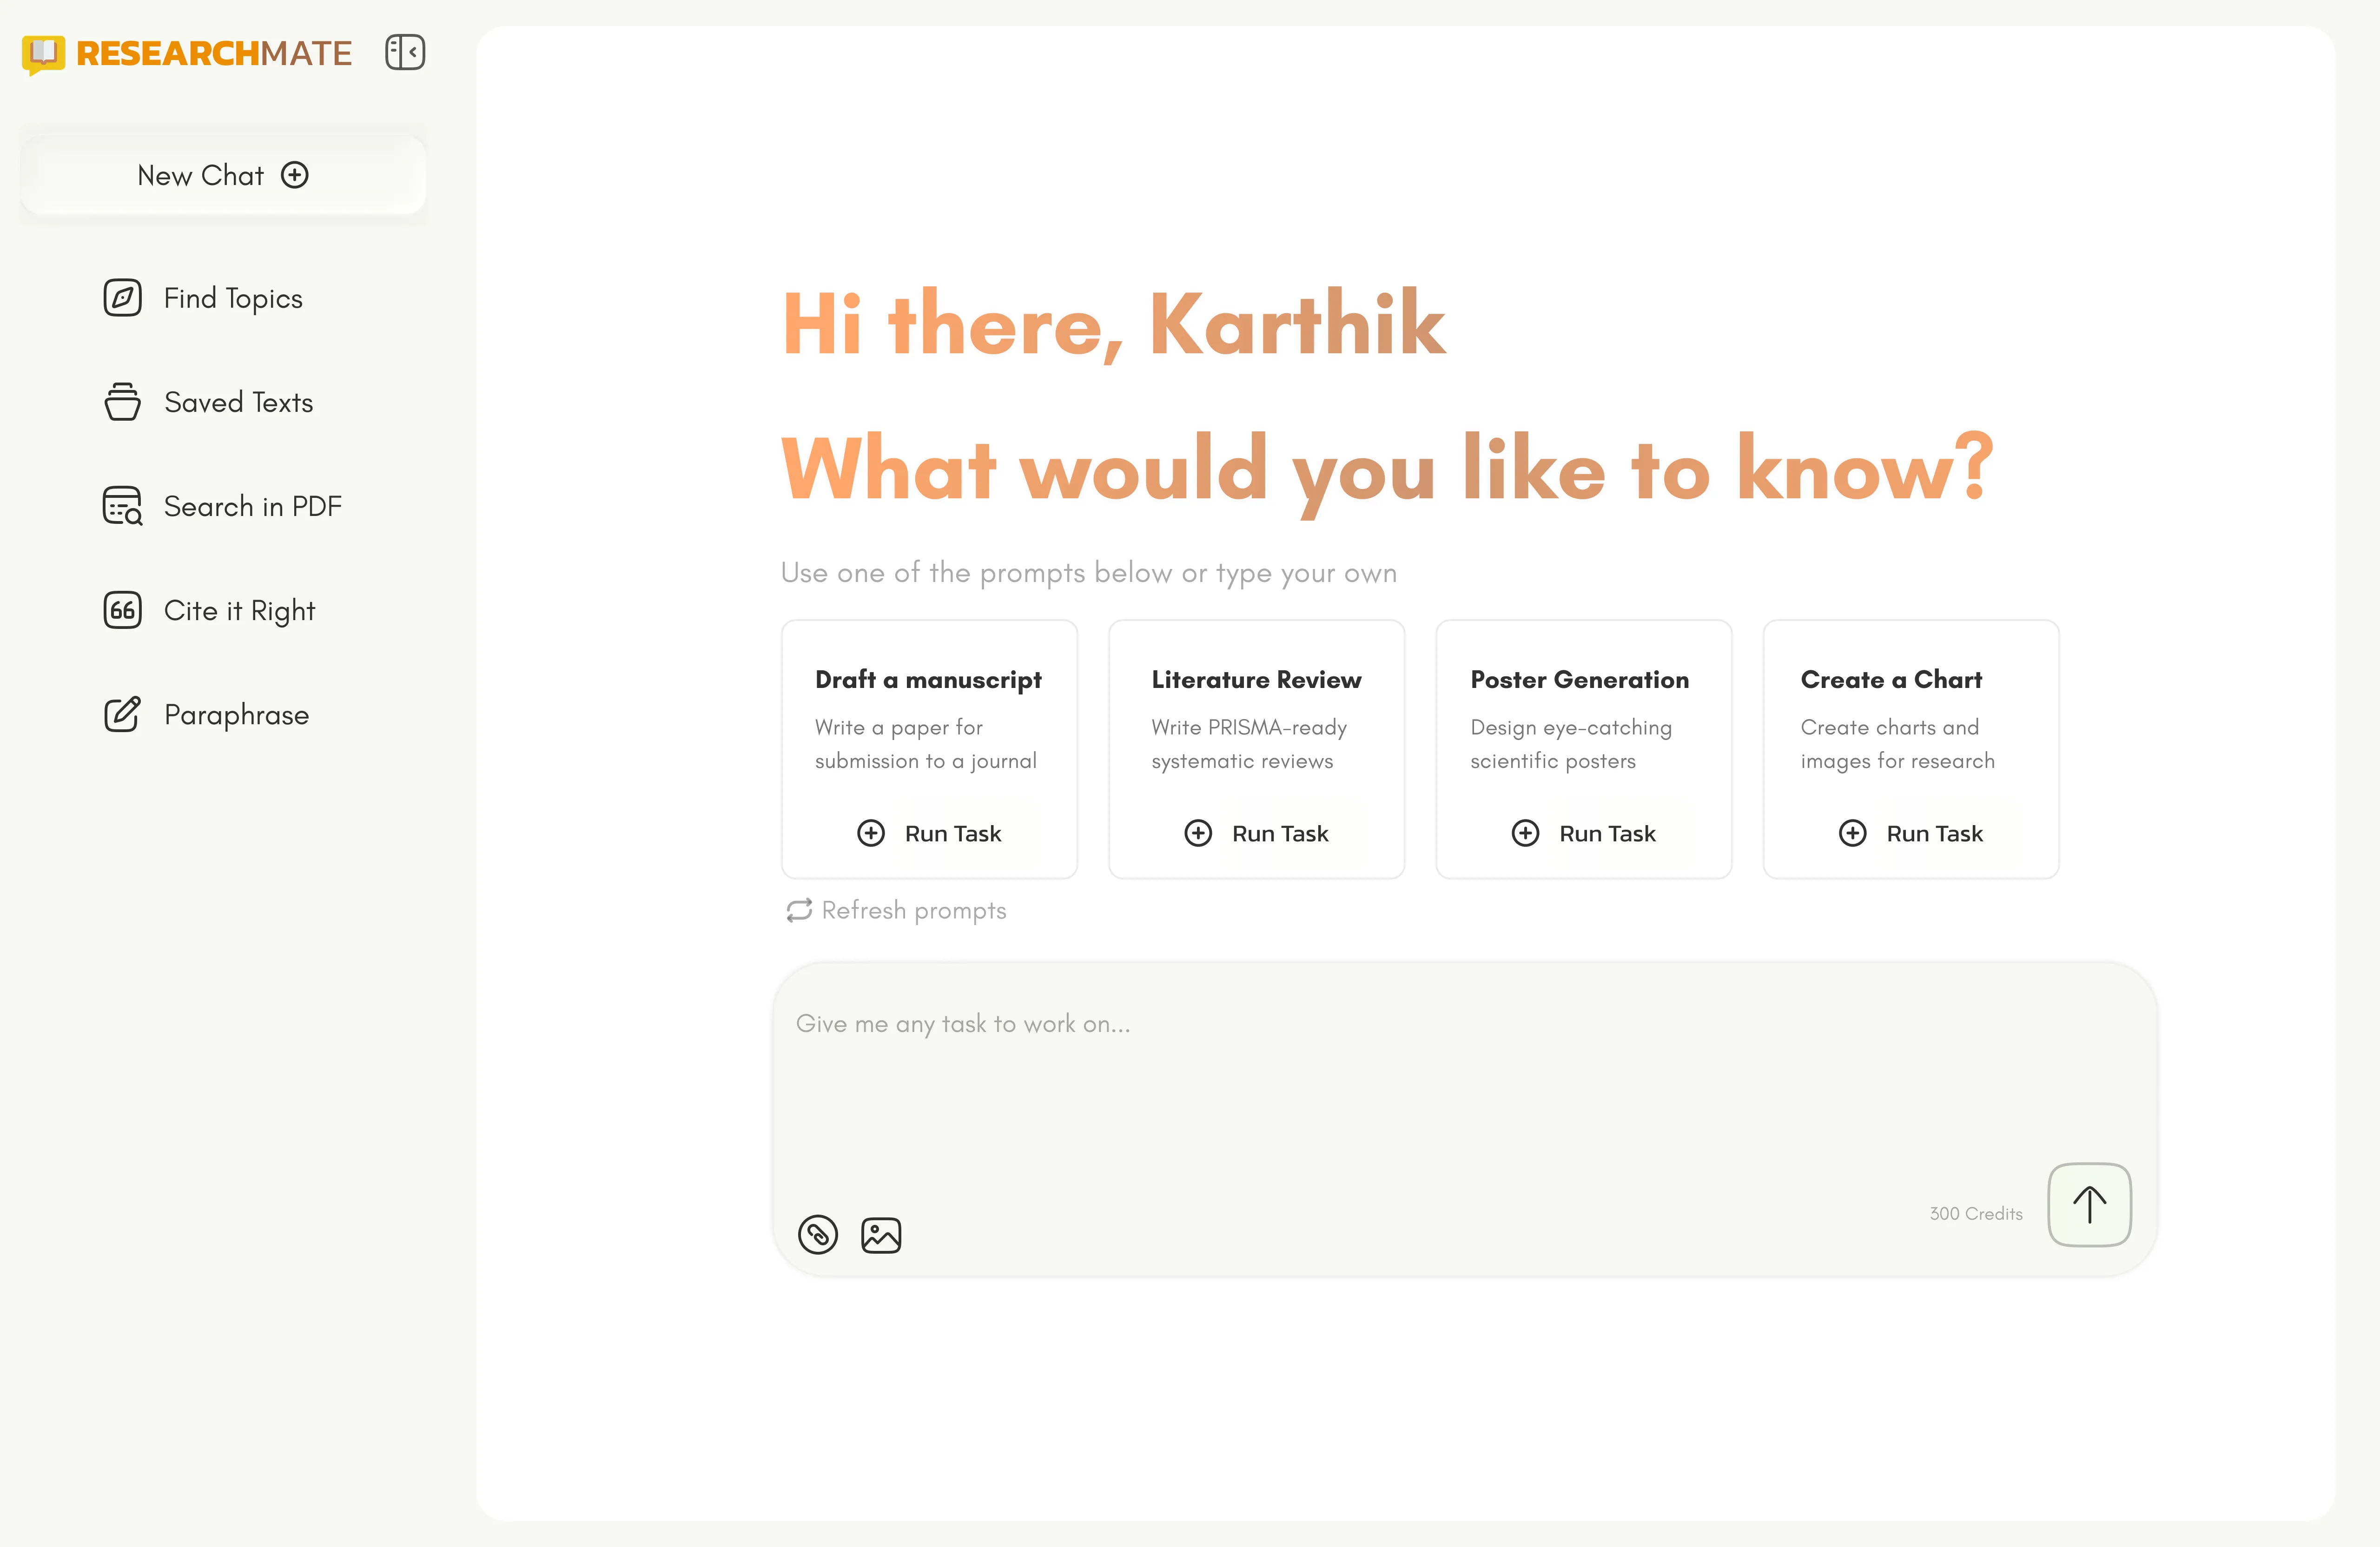 RESEARCHMATE
New Chat
Find Topics
Saved Texts
Search in PDF
Cite it Right
Paraphrase
Hi there, Karthik
What would you like to know?
Use one of the prompts below or type your own
Draft a manuscript
Write a paper for
submission to a journal
Run Task
Literature Review
Write PRISMA-ready
systematic reviews
Run Task
Poster Generation
Design eye-catching
scientific posters
Run Task
Create a Chart
Create charts and
images for research
Run Task
Refresh prompts
Give me any task to work on...
300 Credits